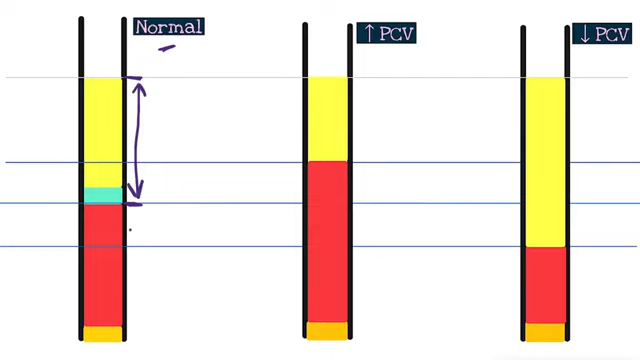 Normal
↑ PCV
↓ PCV